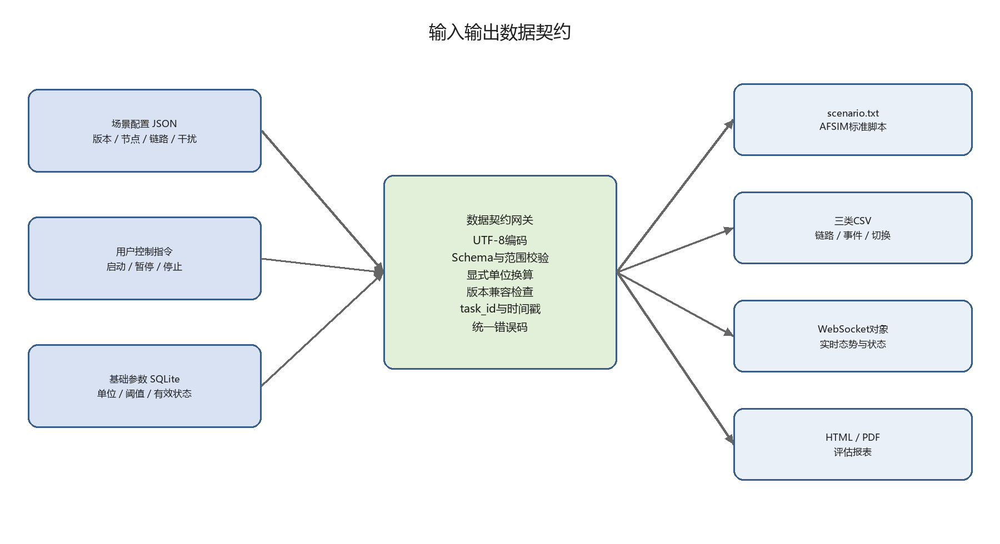 输入输出数据契约
场景配置 JSON
版本 / 节点 / 链路 / 干扰
用户控制指令
启动 / 暂停 / 停止
基础参数 SQLite
单位 / 阈值 / 有效状态
数据契约网关
UTF-8编码
Schema与范围校验
显式单位换算
版本兼容检查
task_id与时间戳
统一错误码
scenario.txt
AFSIM标准脚本
三类CSV
链路 / 事件 / 切换
WebSocket对象
实时态势与状态
HTML / PDF
评估报表